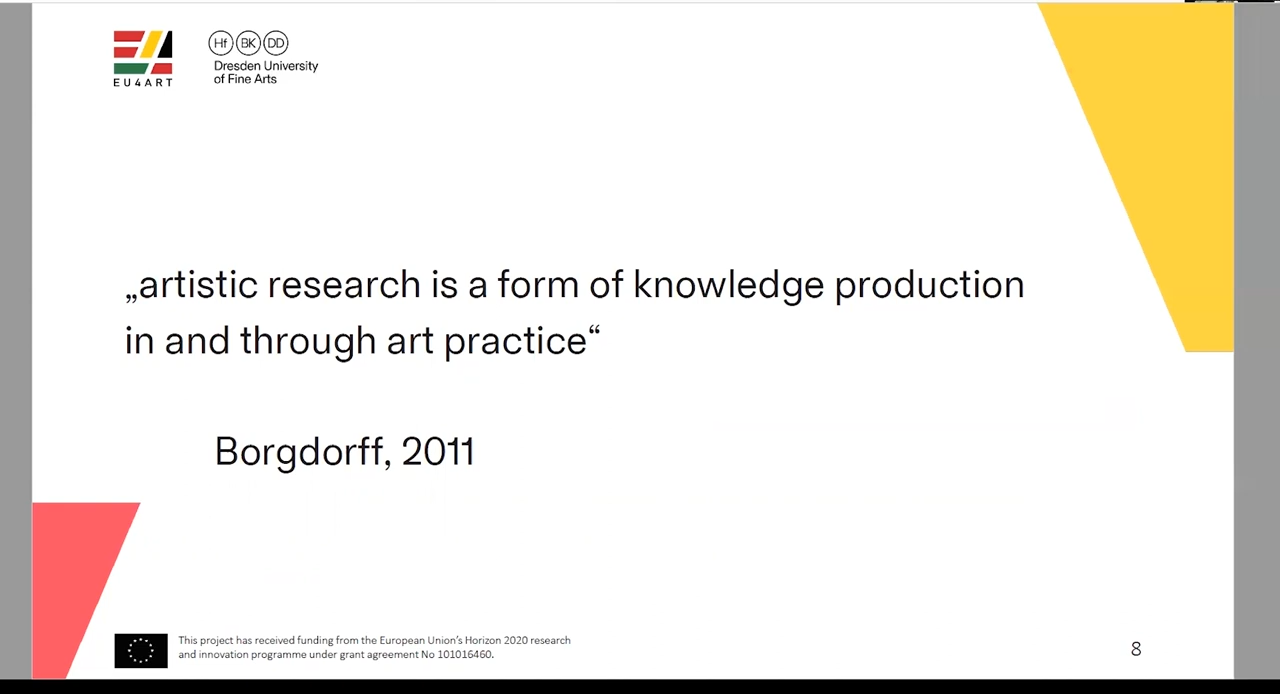 EU4ART
Hf BK DD
Dresden University
of Fine Arts
„artistic research is a form of knowledge production
in and through art practice“
Borgdorff, 2011
This project has received funding from the European Union’s Horizon 2020 research
and innovation programme under grant agreement No 101016460.
8